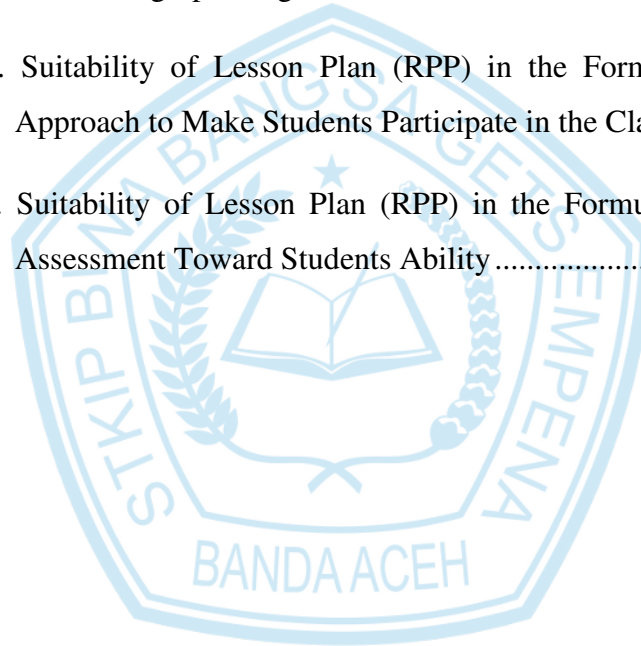 . Suitability of Lesson Plan (RPP) in the Form
Approach to Make Students Participate in the Cla
. Suitability of Lesson Plan (RPP) in the Formu
Assessment Toward Students Ability ..................
STKIP BINA BANGSA GETSEMPENA
BANDA ACEH